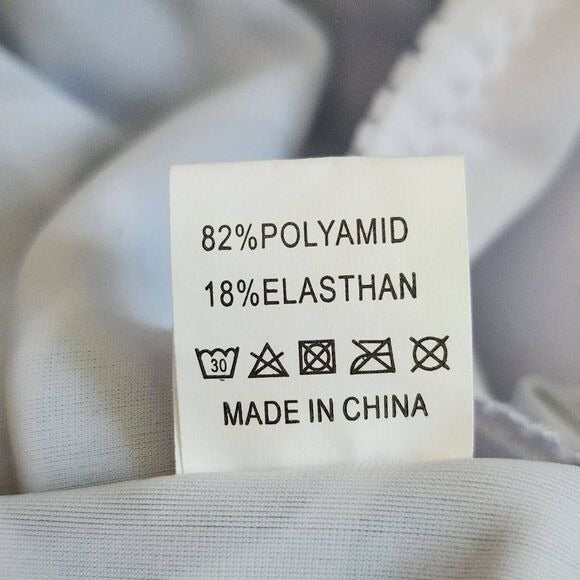 82%POLYAMID
18%ELASTHAN
30
MADE IN CHINA